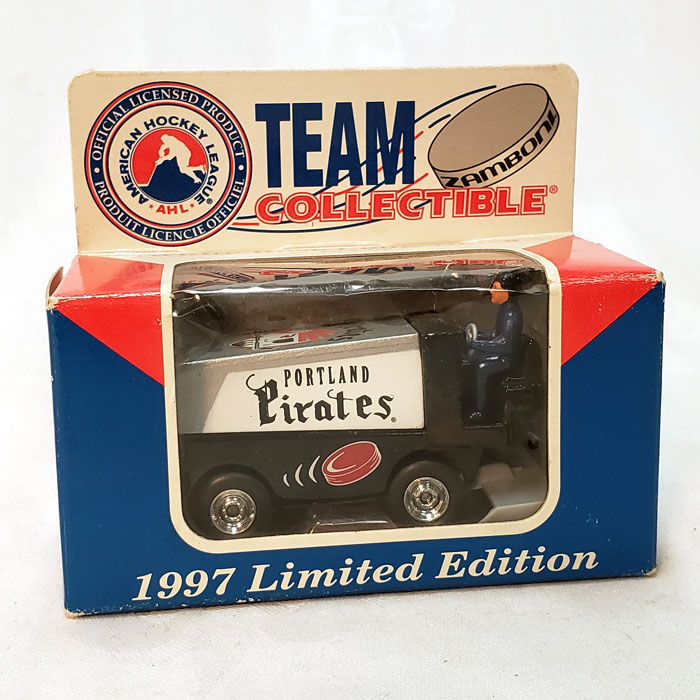 OFFICIAL LICENSED PRODUCT
AMERICAN HOCKEY LEAGUE
• AHL •
PRODUIT LICENCIE OFFICIEL
TEAM
ZAMBONI
COLLECTIBLE®
PORTLAND
Pirates®
1997 Limited Edition